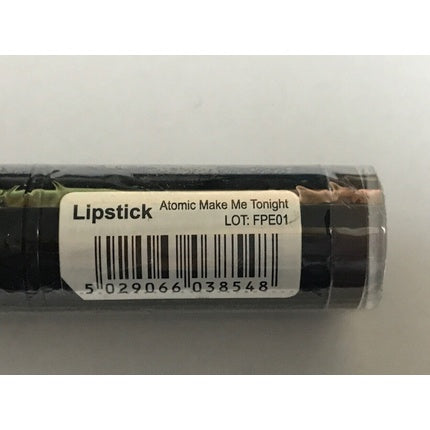 Lipstick Atomic Make Me Tonight
LOT: FPE01
5 029066 038548